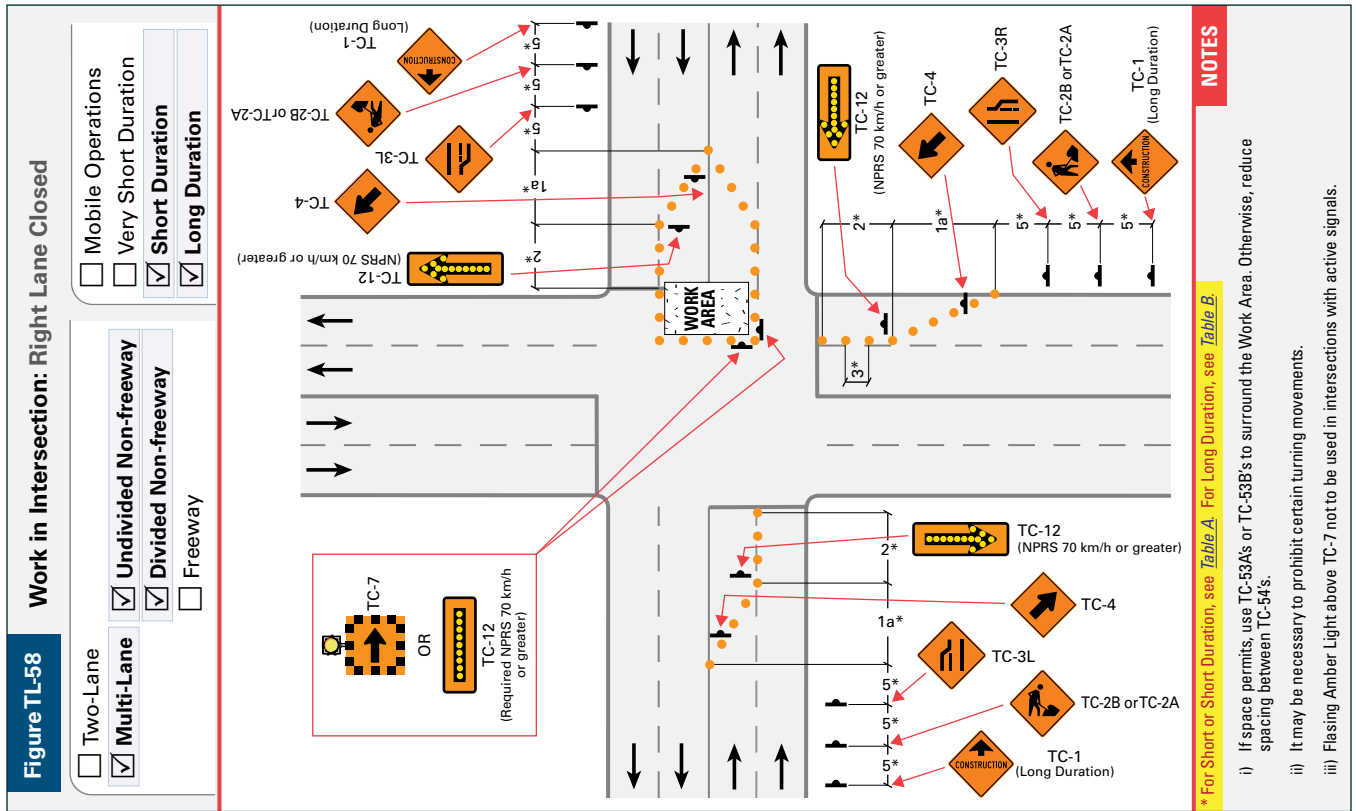 Figure TL-58
Work in Intersection: Right Lane Closed
Two-Lane
Multi-Lane
Undivided Non-freeway
Divided Non-freeway
Freeway
Mobile Operations
Very Short Duration
Short Duration
Long Duration
TC-7
OR
TC-12
(Required NPRS 70 km/h
or greater)
TC-12
(NPRS 70 km/h or greater)
TC-4
TC-3L
TC-2B or TC-2A
CONSTRUCTION
TC-1
(Long Duration)
2*
1a*
5*
5*
5*
WORK
AREA
CONSTRUCTION
TC-1
(Long Duration)
TC-2B or TC-2A
TC-3L
TC-4
TC-12
(NPRS 70 km/h or greater)
5*
5*
5*
1a*
2*
TC-12
(NPRS 70 km/h or greater)
TC-4
TC-3R
TC-2B or TC-2A
CONSTRUCTION
TC-1
(Long Duration)
3*
2*
1a*
5*
5*
5*
NOTES
* For Short or Short Duration, see Table A. For Long Duration, see Table B.
i) If space permits, use TC-53A's or TC-53B's to surround the Work Area. Otherwise, reduce
spacing between TC-54's.
ii) It may be necessary to prohibit certain turning movements.
iii) Flasing Amber Light above TC-7 not to be used in intersections with active signals.